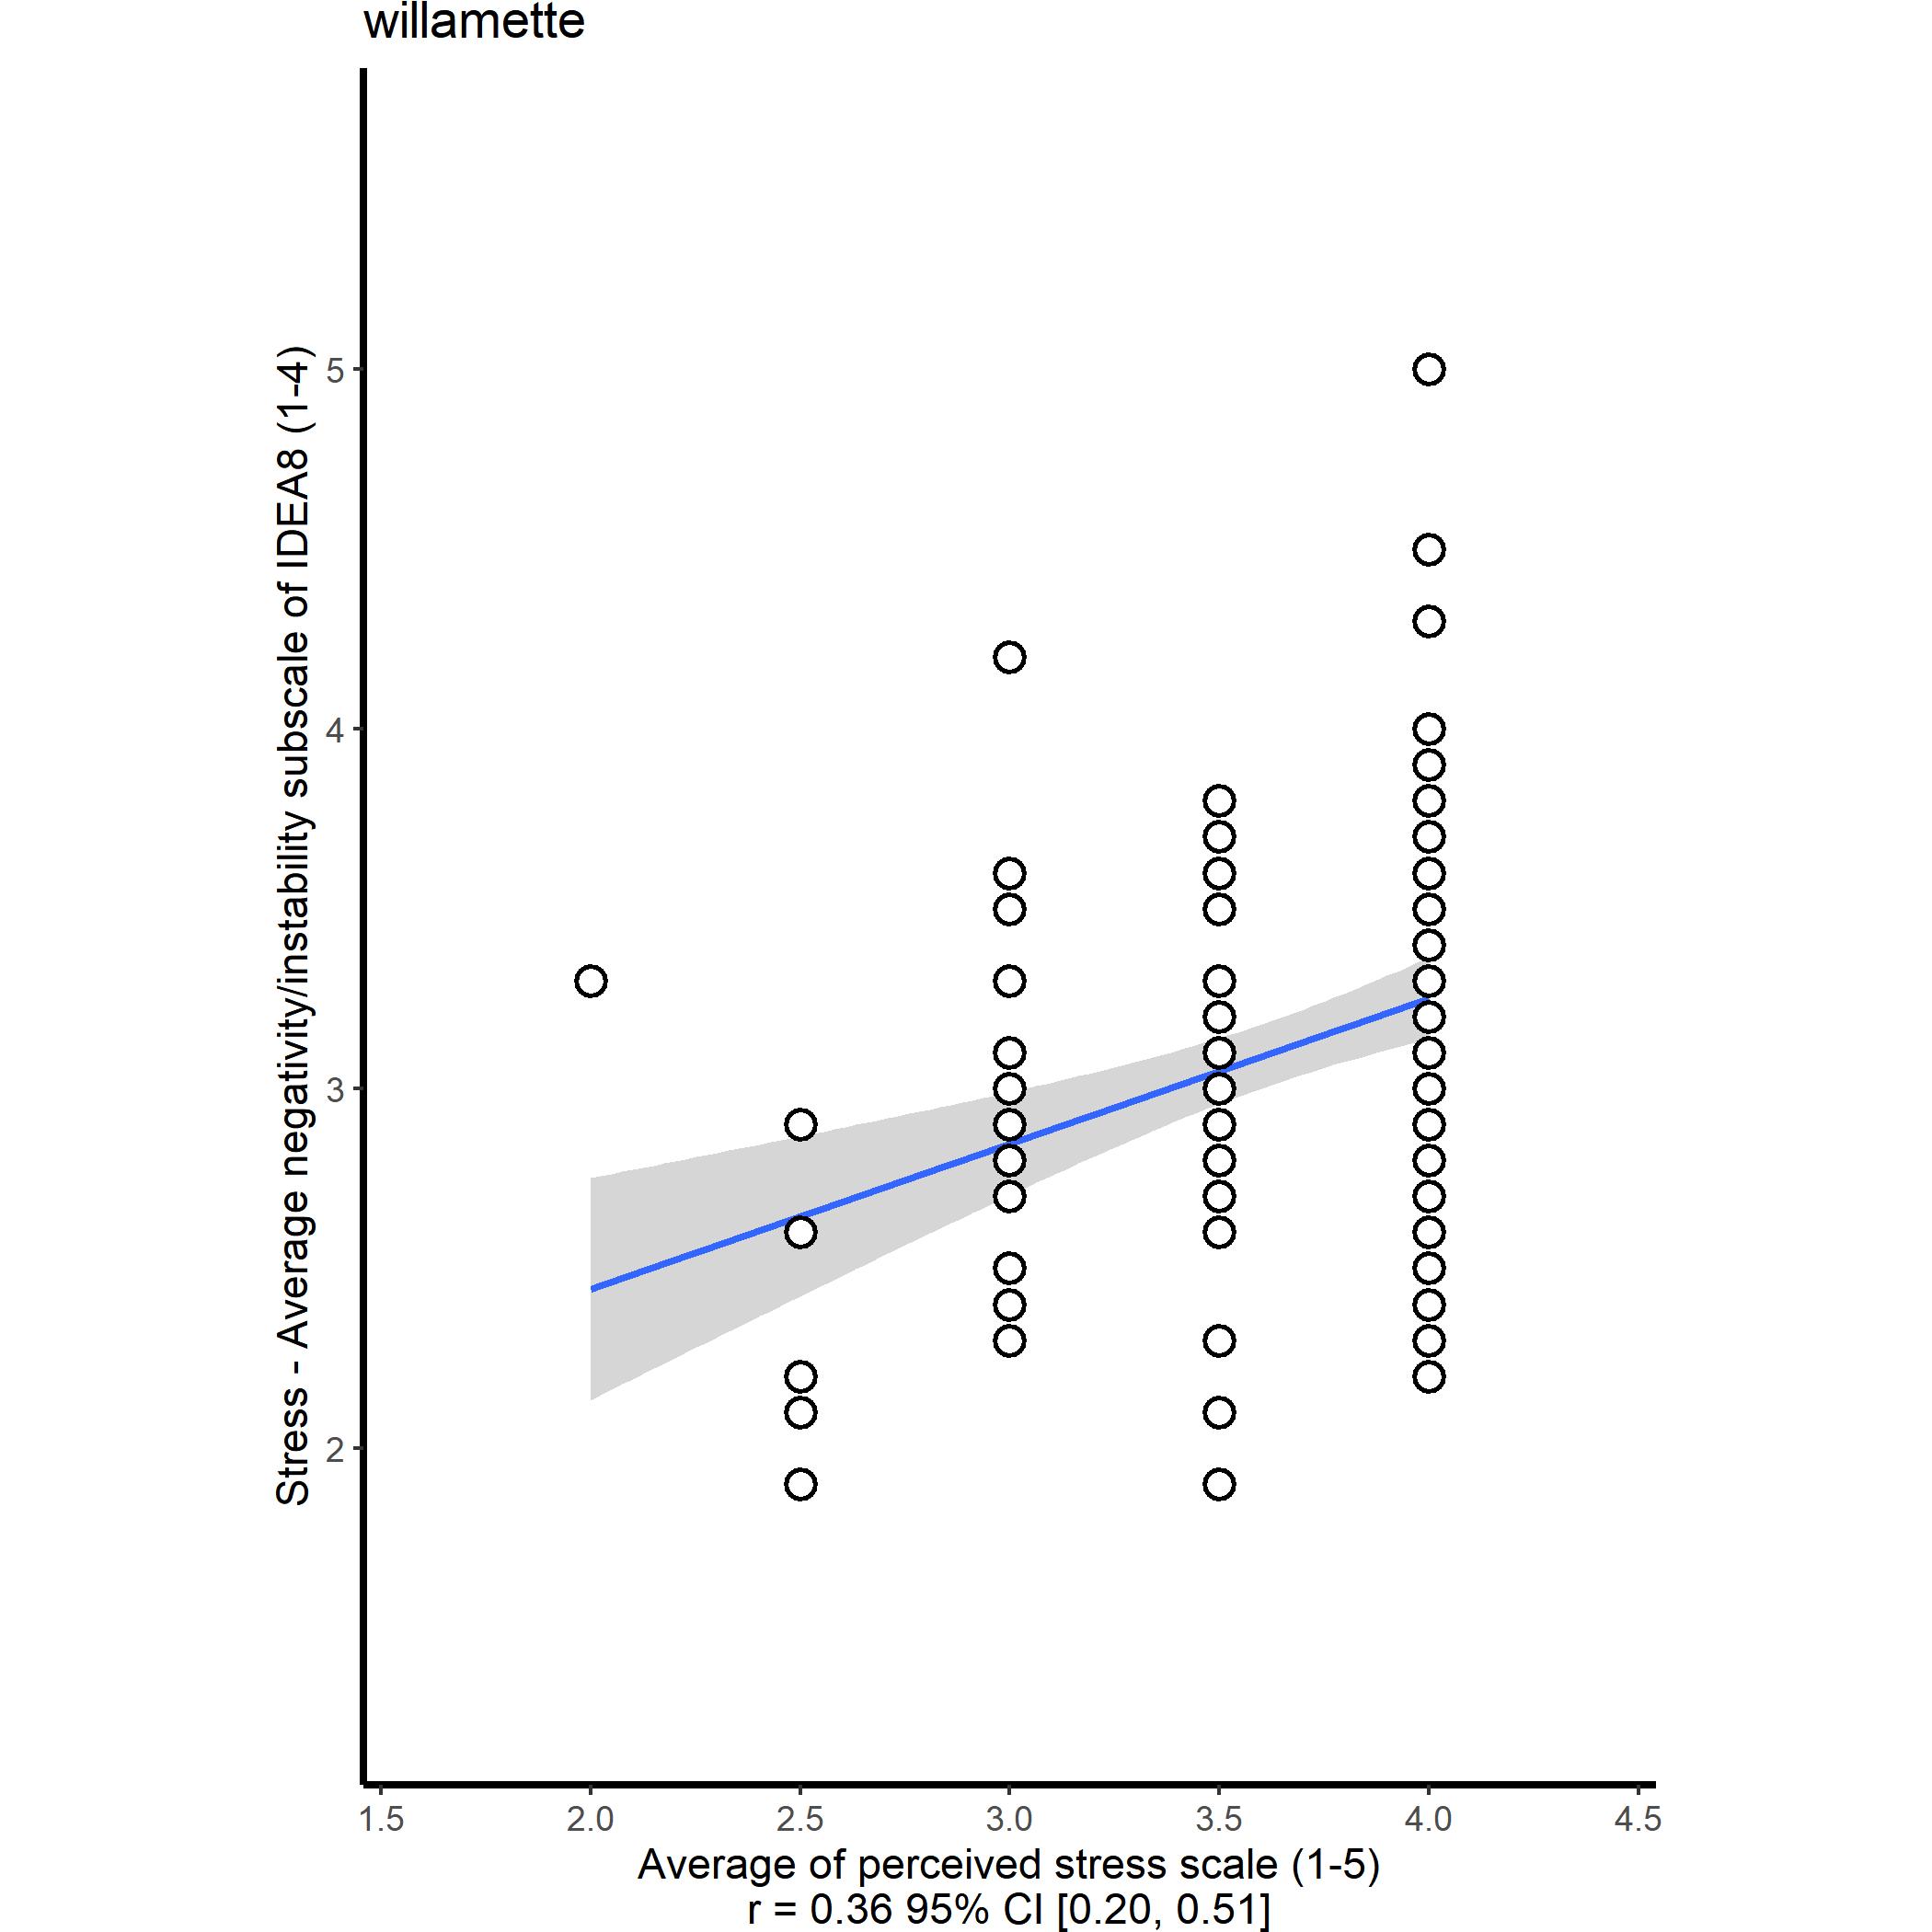 willamette
Stress - Average negativity/instability subscale of IDEA8 (1-4)
5
4
3
2
1.5 2.0 2.5 3.0 3.5 4.0 4.5
Average of perceived stress scale (1-5)
r = 0.36 95% CI [0.20, 0.51]